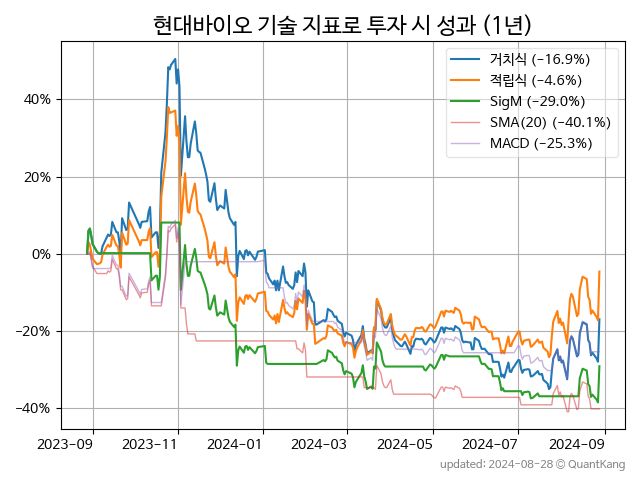 현대바이오 기술 지표로 투자 시 성과 (1년)
거치식 (-16.9%)
적립식 (-4.6%)
SigM (-29.0%)
SMA(20) (-40.1%)
MACD (-25.3%)
40%
20%
0%
−20%
−40%
2023-09 2023-11 2024-01 2024-03 2024-05 2024-07 2024-09
updated: 2024-08-28 © QuantKang